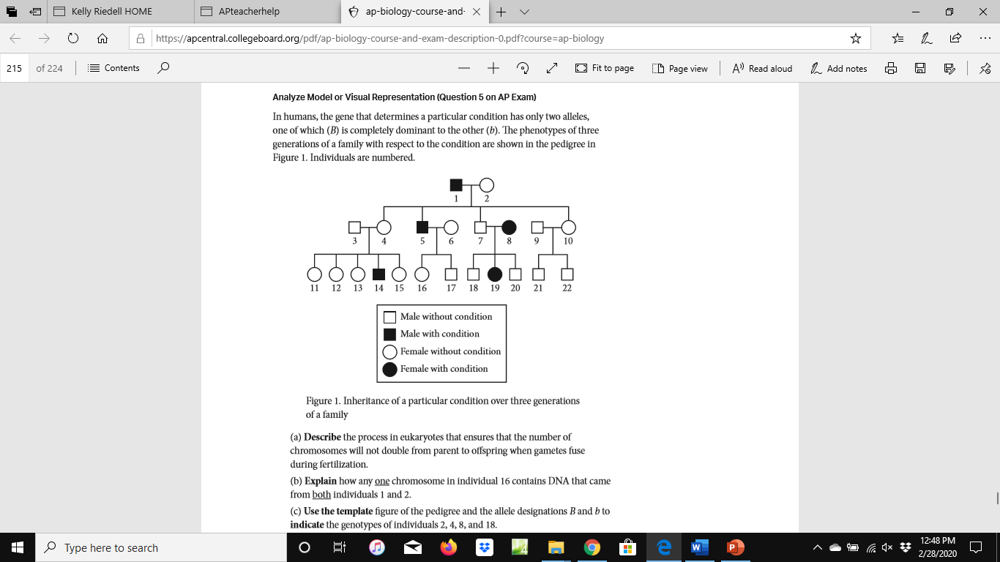 Kelly Riedell HOME
APteacherhelp
ap-biology-course-and-
https://apcentral.collegeboard.org/pdf/ap-biology-course-and-exam-description-0.pdf?course=ap-biology
215 of 224
Contents
Fit to page
Page view
Read aloud
Add notes
Analyze Model or Visual Representation (Question 5 on AP Exam)
In humans, the gene that determines a particular condition has only two alleles,
one of which (B) is completely dominant to the other (b). The phenotypes of three
generations of a family with respect to the condition are shown in the pedigree in
Figure 1. Individuals are numbered.
1 2
3 4 5 6 7 8 9 10
11 12 13 14 15 16 17 18 19 20 21 22
Male without condition
Male with condition
Female without condition
Female with condition
Figure 1. Inheritance of a particular condition over three generations
of a family
(a) Describe the process in eukaryotes that ensures that the number of
chromosomes will not double from parent to offspring when gametes fuse
during fertilization.
(b) Explain how any one chromosome in individual 16 contains DNA that came
from both individuals 1 and 2.
(c) Use the template figure of the pedigree and the allele designations B and b to
indicate the genotypes of individuals 2, 4, 8, and 18.
Type here to search
12:48 PM
2/28/2020